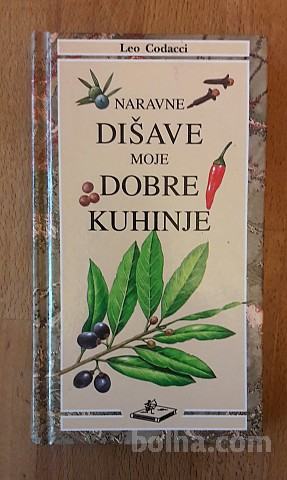 Leo Codacci
NARAVNE
DIŠAVE
MOJE
DOBRE
KUHINJE
bolha.com